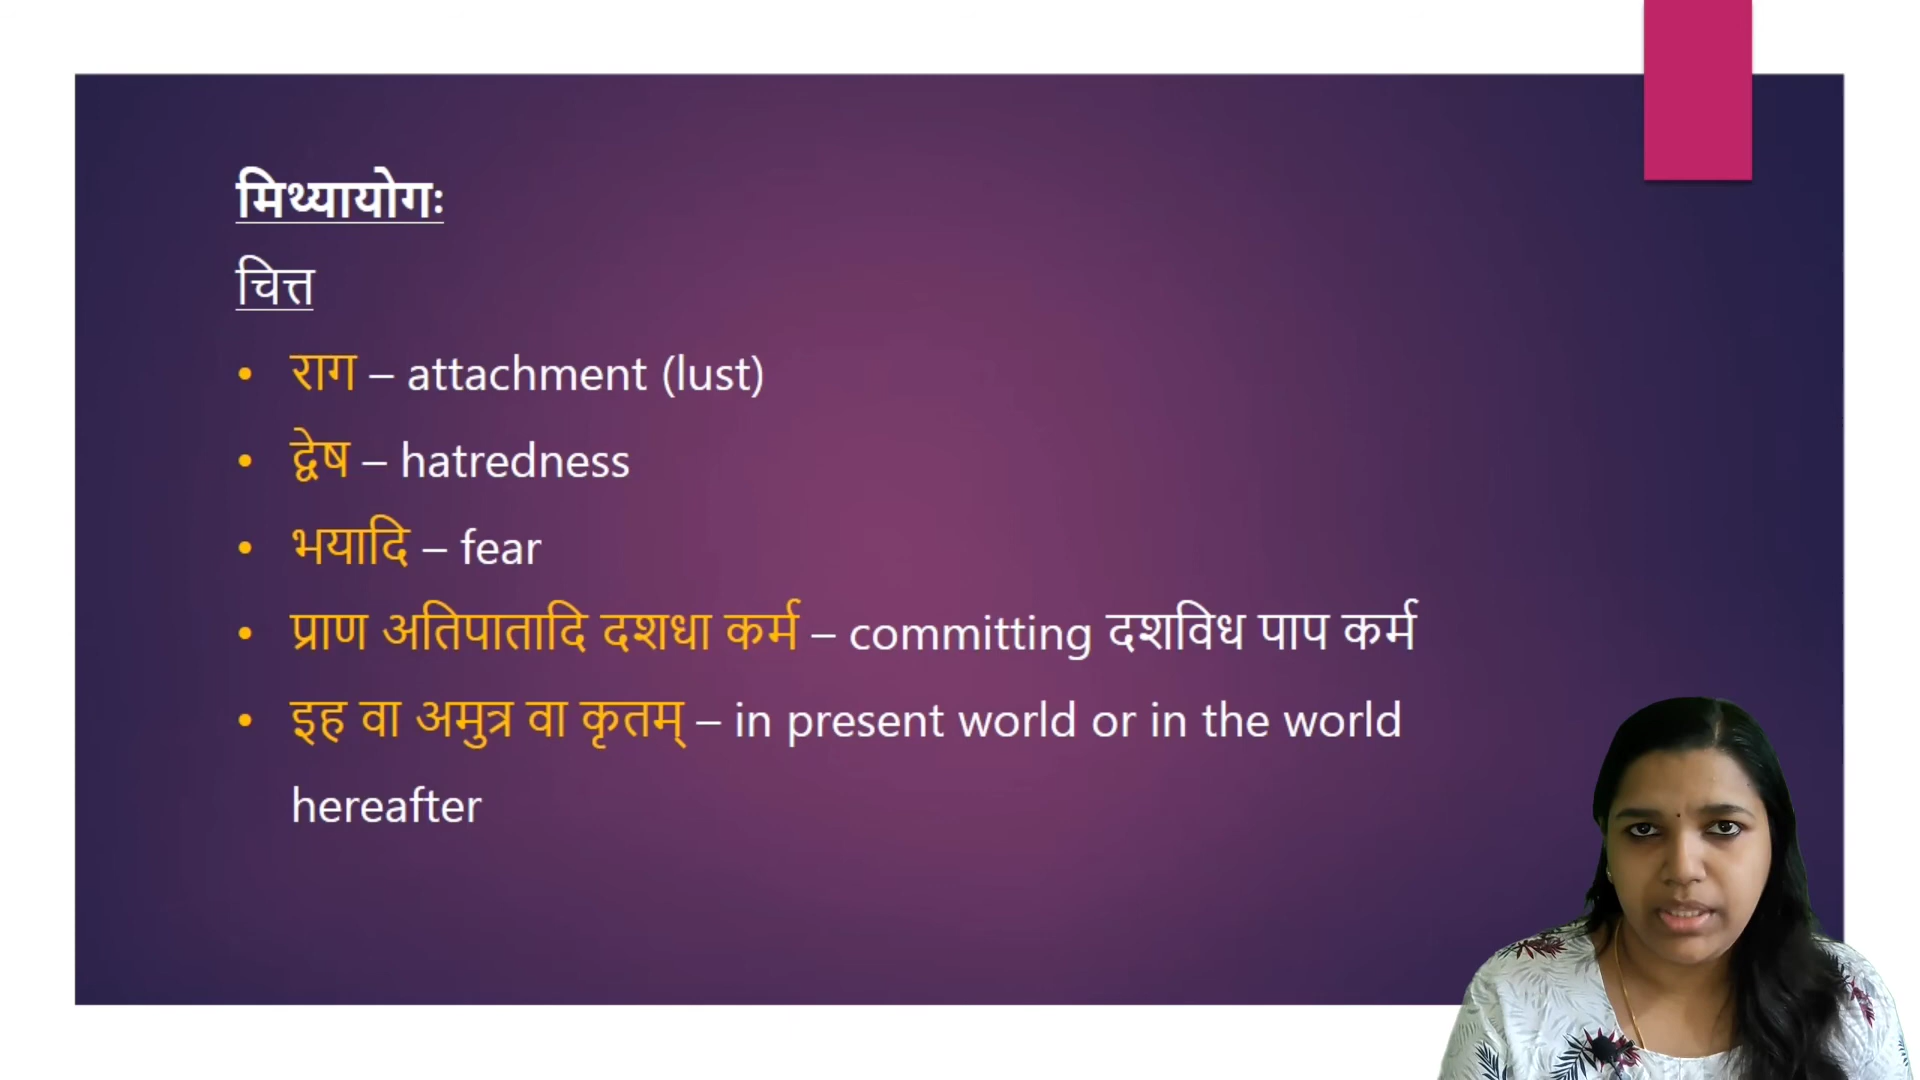 मिथ्यायोगः
चित्त
• राग – attachment (lust)
• द्वेष – hatredness
• भयादि – fear
• प्राण अतिपातादि दशधा कर्म – committing दशविध पाप कर्म
• इह वा अमुत्र वा कृतम् – in present world or in the world
hereafter